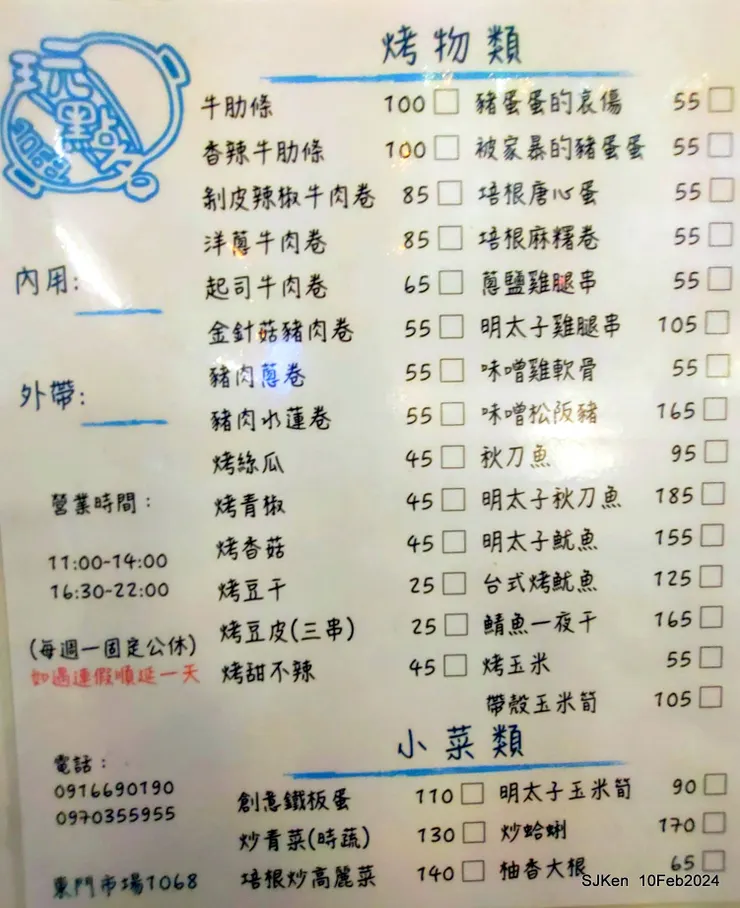 玩
點
烤物類
牛肋條 100 □ 豬蛋蛋的哀傷 55 □
香辣牛肋條 100 □ 被家暴的豬蛋蛋 55 □
剝皮辣椒牛肉卷 85 □ 培根唐心蛋 55 □
洋蔥牛肉卷 85 □ 培根麻糬卷 55 □
起司牛肉卷 65 □ 蔥鹽雞腿串 55 □
金針菇豬肉卷 55 □ 明太子雞腿串 105 □
豬肉蔥卷 55 □ 味噌雞軟骨 55 □
豬肉水蓮卷 55 □ 味噌松阪豬 165 □
烤絲瓜 45 □ 秋刀魚 95 □
烤青椒 45 □ 明太子秋刀魚 185 □
烤香菇 45 □ 明太子魷魚 155 □
烤豆干 25 □ 台式烤魷魚 125 □
烤豆皮(三串) 25 □ 鯖魚一夜干 165 □
烤甜不辣 45 □ 烤玉米 55 □
帶殼玉米筍 105 □
小菜類
創意鐵板蛋 110 □ 明太子玉米筍 90 □
炒青菜(時蔬) 130 □ 炒蛤蜊 170 □
培根炒高麗菜 140 □ 柚香大根 65 □
內用:
外帶:
營業時間：
11:00-14:00
16:30-22:00
(每週一固定公休)
如遇連假順延一天
電話：
0916690190
0970355955
東門市場1068
SJKen 10Feb2024